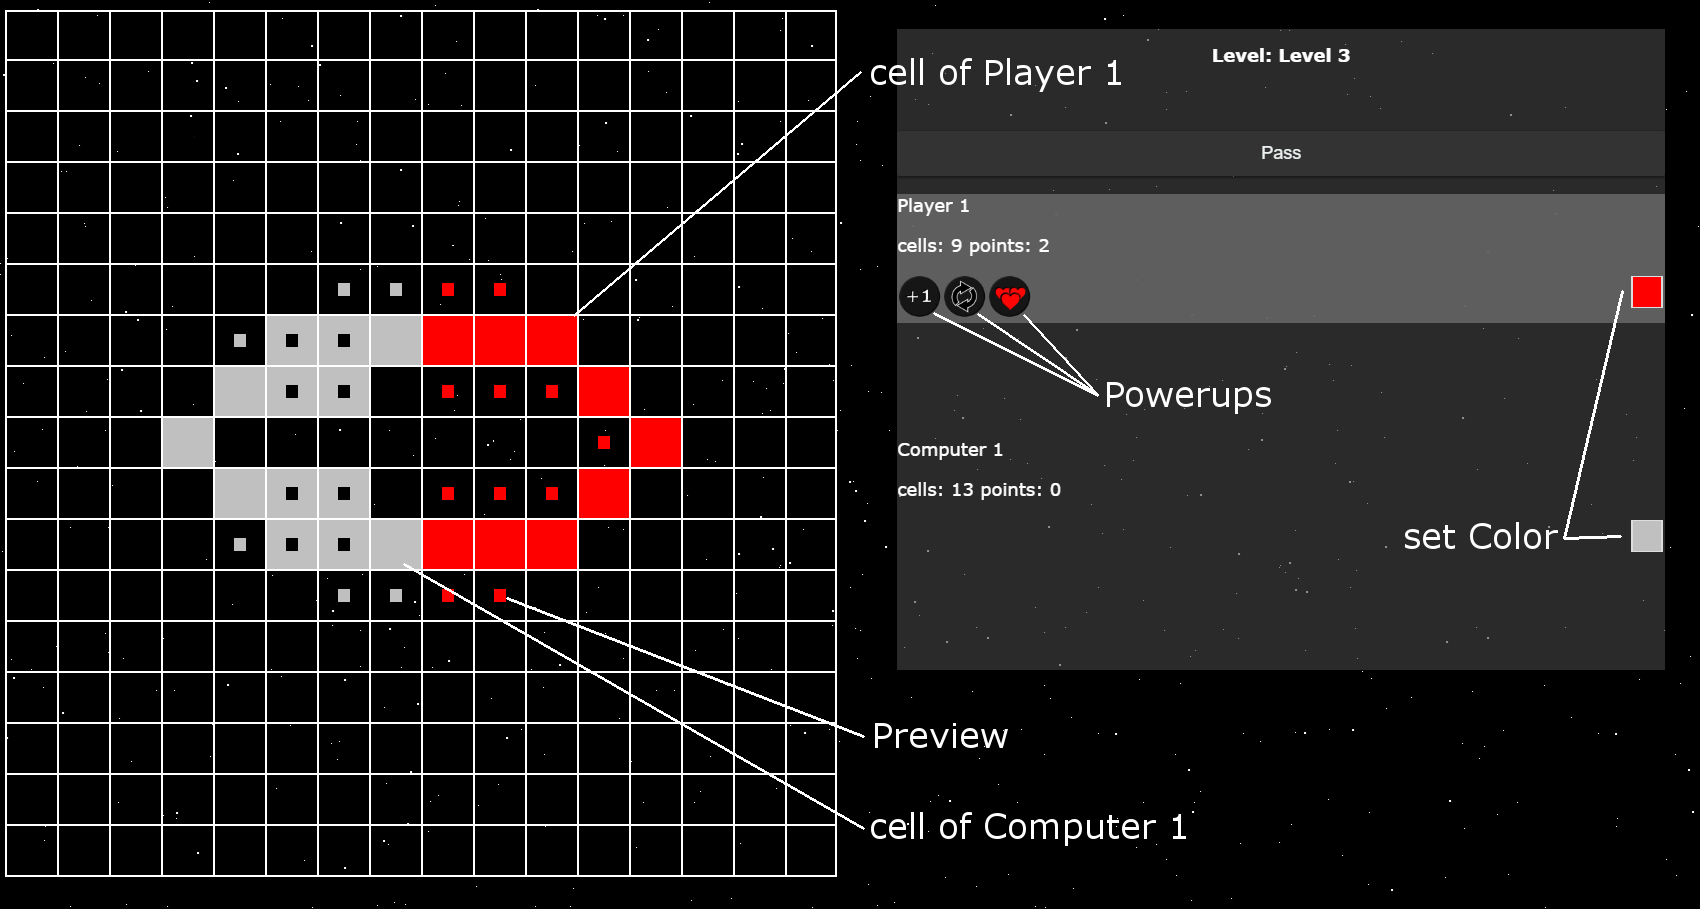 Level: Level 3
cell of Player 1
Pass
Player 1
cells: 9 points: 2
+1
Powerups
Computer 1
cells: 13 points: 0
set Color
Preview
cell of Computer 1